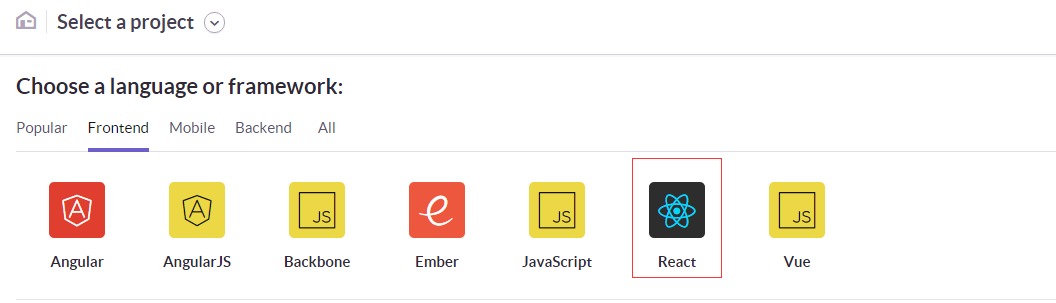 Select a project
Choose a language or framework:
Popular Frontend Mobile Backend All
JS JS JS
Angular AngularJS Backbone Ember JavaScript React Vue